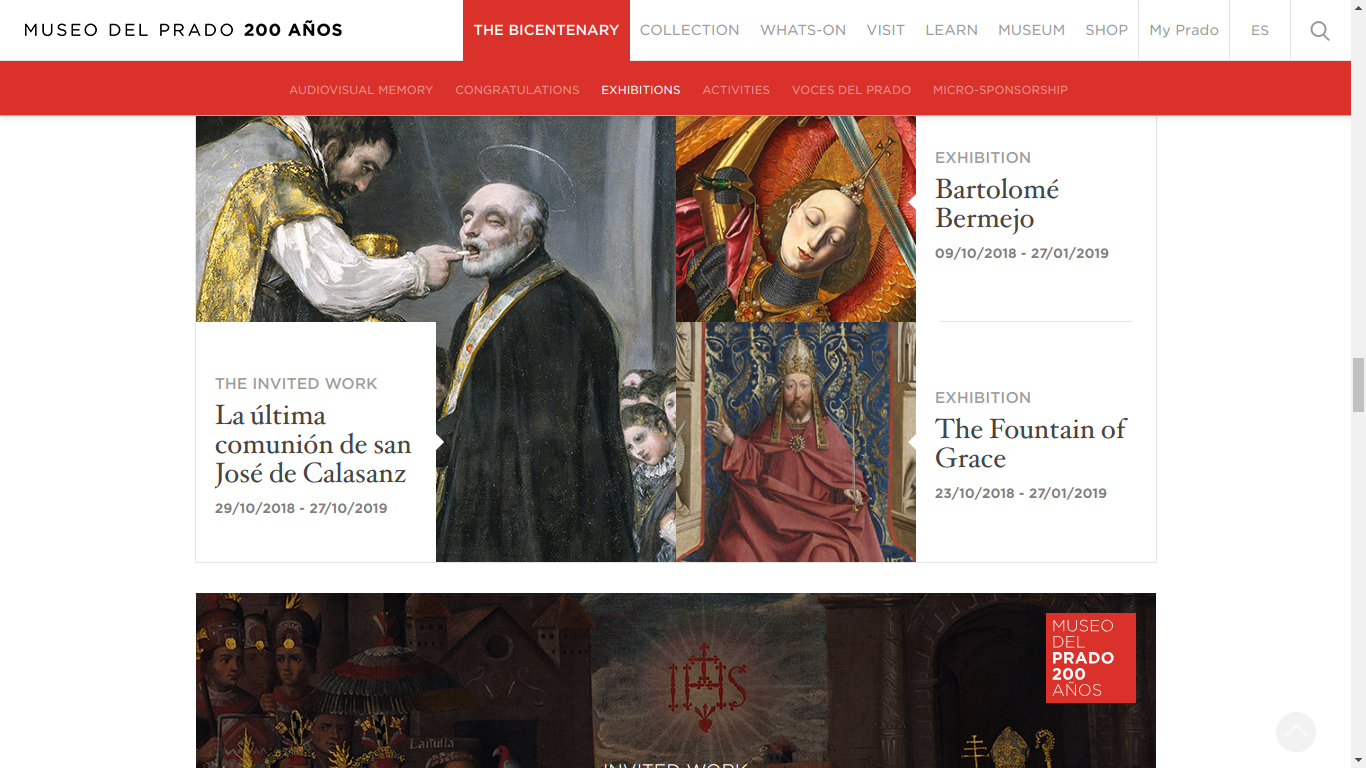 MUSEO DEL PRADO 200 AÑOS
THE BICENTENARY COLLECTION WHATS-ON VISIT LEARN MUSEUM SHOP My Prado ES
AUDIOVISUAL MEMORY CONGRATULATIONS EXHIBITIONS ACTIVITIES VOCES DEL PRADO MICRO-SPONSORSHIP
EXHIBITION
Bartolomé
Bermejo
09/10/2018 - 27/01/2019
THE INVITED WORK
La última
comunión de san
José de Calasanz
29/10/2018 - 27/10/2019
EXHIBITION
The Fountain of
Grace
23/10/2018 - 27/01/2019
MUSEO
DEL
PRADO
200
AÑOS
IHS
INVITED WORK